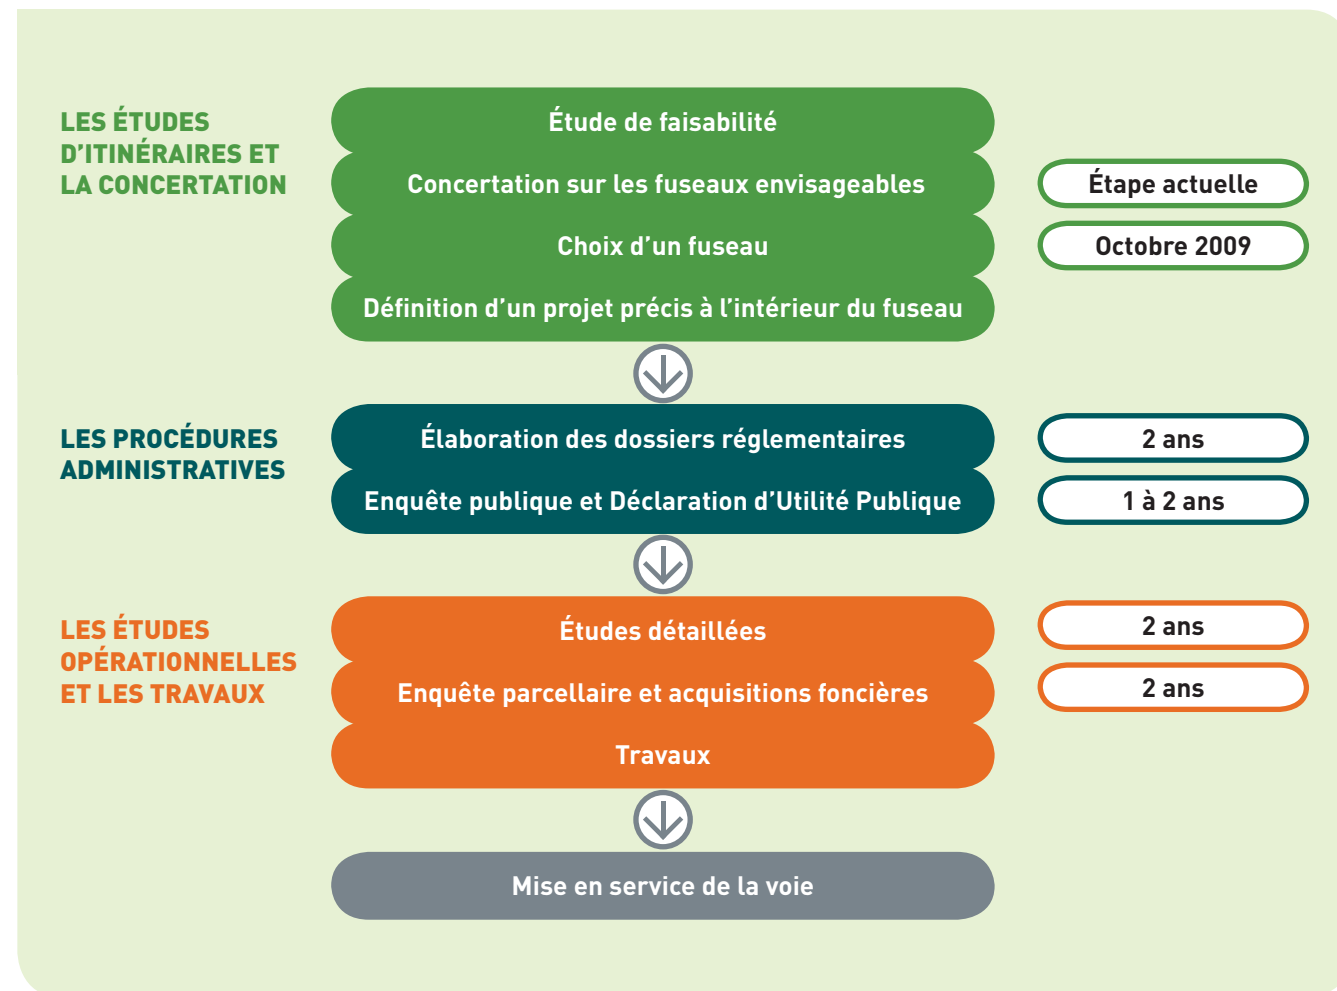 LES ÉTUDES
D'ITINÉRAIRES ET
LA CONCERTATION
Étude de faisabilité
Concertation sur les fuseaux envisageables
Étape actuelle
Choix d'un fuseau
Octobre 2009
Définition d'un projet précis à l'intérieur du fuseau
LES PROCÉDURES
ADMINISTRATIVES
Élaboration des dossiers réglementaires
2 ans
Enquête publique et Déclaration d'Utilité Publique
1 à 2 ans
LES ÉTUDES
OPÉRATIONNELLES
ET LES TRAVAUX
Études détaillées
2 ans
Enquête parcellaire et acquisitions foncières
2 ans
Travaux
Mise en service de la voie